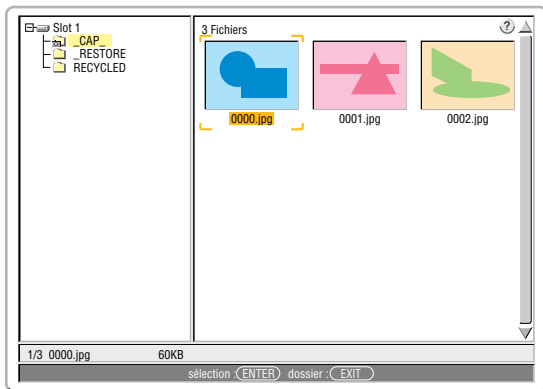 Slot 1
_CAP_
_RESTORE
RECYCLED
3 Fichiers
?
0000.jpg
0001.jpg
0002.jpg
1/3 0000.jpg 60KB
sélection :ENTER dossier : EXIT